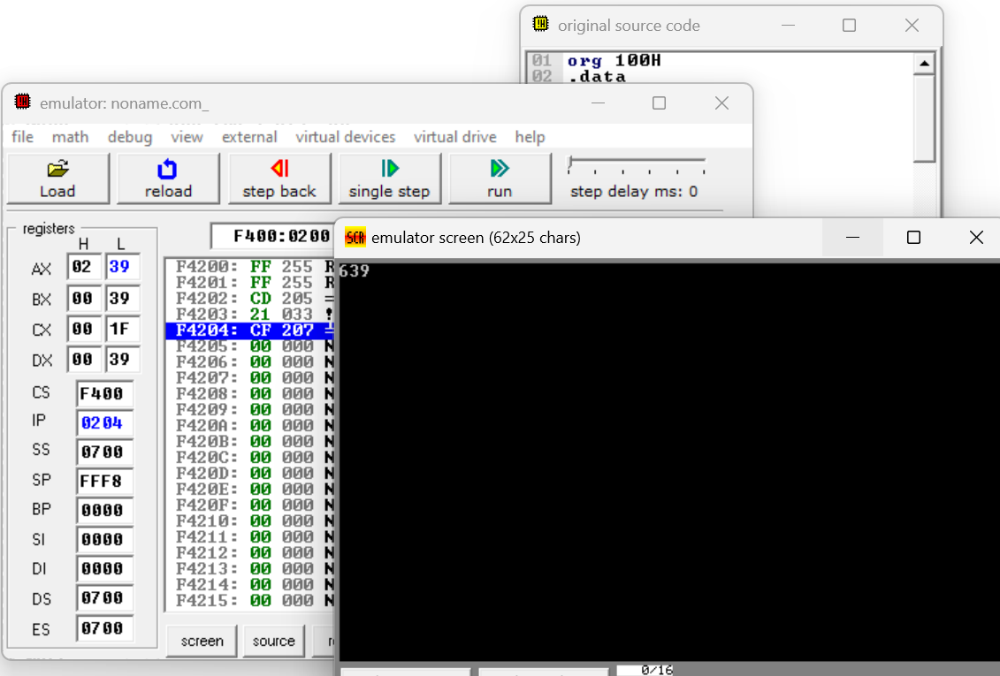 original source code
01 org 100H
02 .data
emulator: noname.com_
file math debug view external virtual devices virtual drive help
Load reload step back single step run step delay ms: 0
registers F400:0200
H L
AX 02 39
BX 00 39
CX 00 1F
DX 00 39
CS F400
IP 0204
SS 0700
SP FFF8
BP 0000
SI 0000
DI 0000
DS 0700
ES 0700
F4200: FF 255 R
F4201: FF 255 R
F4202: CD 205 =
F4203: 21 033 !
F4204: CF 207
F4205: 00 000 N
F4206: 00 000 N
F4207: 00 000 N
F4208: 00 000 N
F4209: 00 000 N
F420A: 00 000 N
F420B: 00 000 N
F420C: 00 000 N
F420D: 00 000 N
F420E: 00 000 N
F420F: 00 000 N
F4210: 00 000 N
F4211: 00 000 N
F4212: 00 000 N
F4213: 00 000 N
F4214: 00 000 N
F4215: 00 000 N
screen source
SCR emulator screen (62x25 chars)
639
0/16